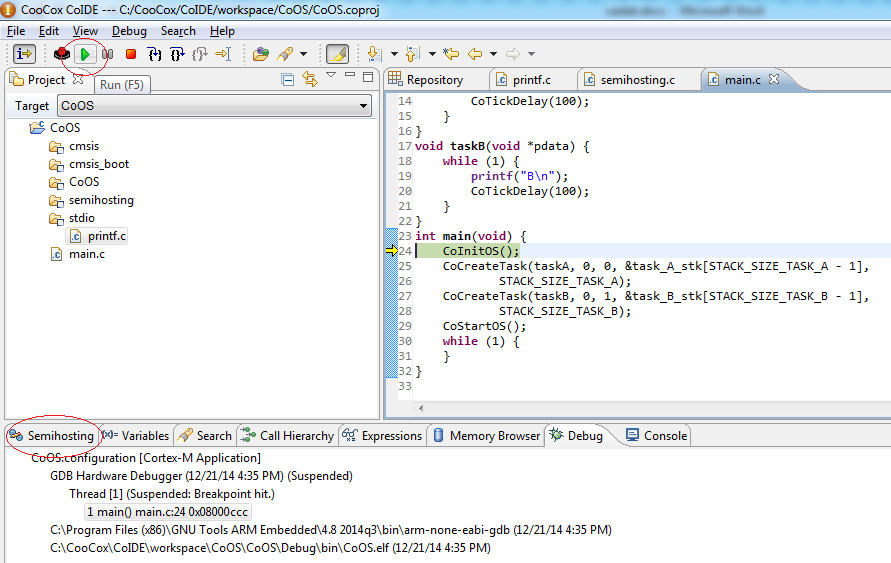 CooCox CoIDE --- C:/CooCox/CoIDE/workspace/CoOS/CoOS.coproj
File Edit View Debug Search Help
Project
Run (F5)
Target CoOS
CoOS
cmsis
cmsis_boot
CoOS
semihosting
stdio
printf.c
main.c
Repository printf.c semihosting.c main.c
14 CoTickDelay(100);
15 }
16 }
17 void taskB(void *pdata) {
18 while (1) {
19 printf("B\n");
20 CoTickDelay(100);
21 }
22 }
23 int main(void) {
24 CoInitOS();
25 CoCreateTask(taskA, 0, 0, &task_A_stk[STACK_SIZE_TASK_A - 1],
26 STACK_SIZE_TASK_A);
27 CoCreateTask(taskB, 0, 1, &task_B_stk[STACK_SIZE_TASK_B - 1],
28 STACK_SIZE_TASK_B);
29 CoStartOS();
30 while (1) {
31 }
32 }
33
Semihosting (x)= Variables Search Call Hierarchy Expressions Memory Browser Debug Console
CoOS.configuration [Cortex-M Application]
GDB Hardware Debugger (12/21/14 4:35 PM) (Suspended)
Thread [1] (Suspended: Breakpoint hit.)
1 main() main.c:24 0x08000ccc
C:\Program Files (x86)\GNU Tools ARM Embedded\4.8 2014q3\bin\arm-none-eabi-gdb (12/21/14 4:35 PM)
C:\CooCox\CoIDE\workspace\CoOS\CoOS\Debug\bin\CoOS.elf (12/21/14 4:35 PM)